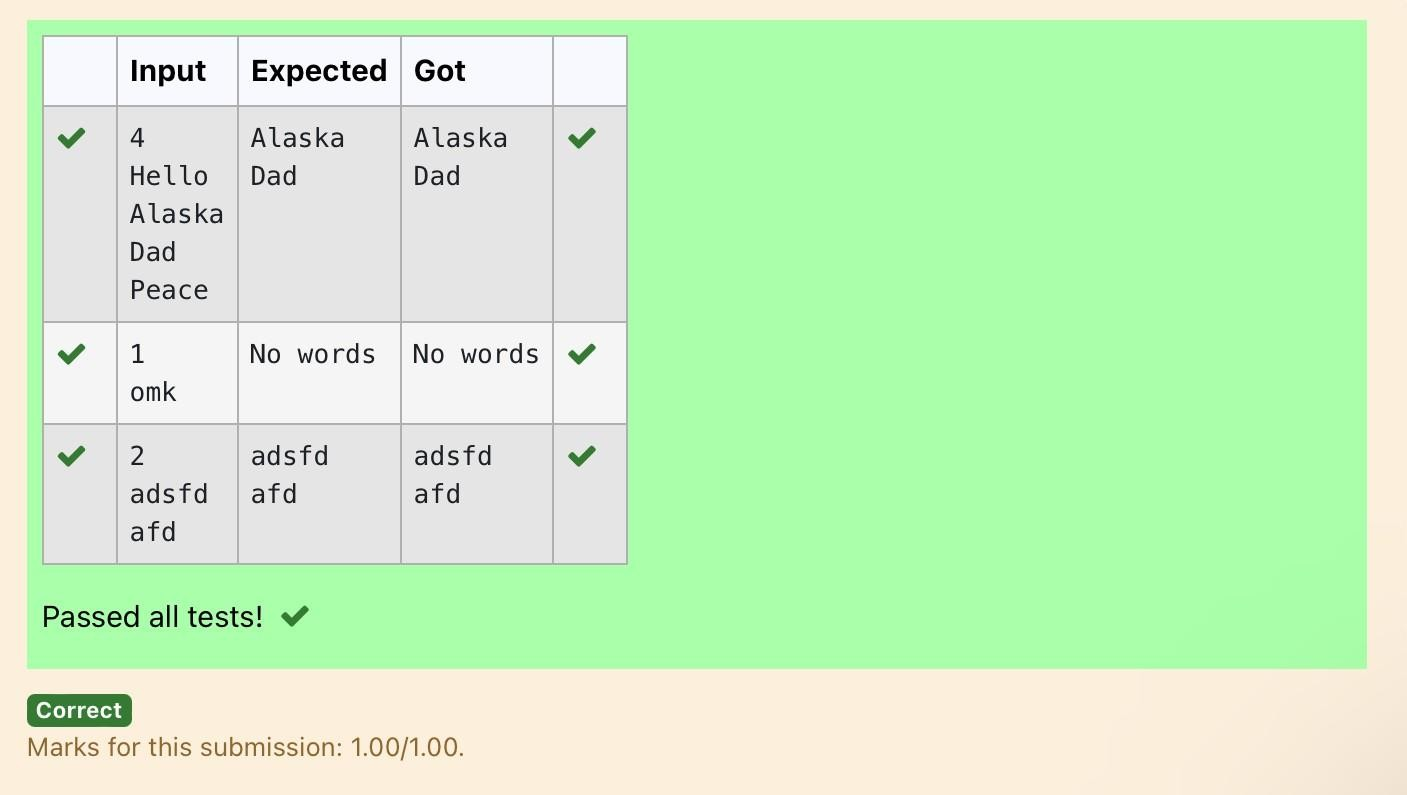 Input Expected Got
4 Alaska Alaska
Hello Dad Dad
Alaska
Dad
Peace
1 No words No words
omk
2 adsfd adsfd
adsfd afd afd
afd
Passed all tests!
Correct
Marks for this submission: 1.00/1.00.